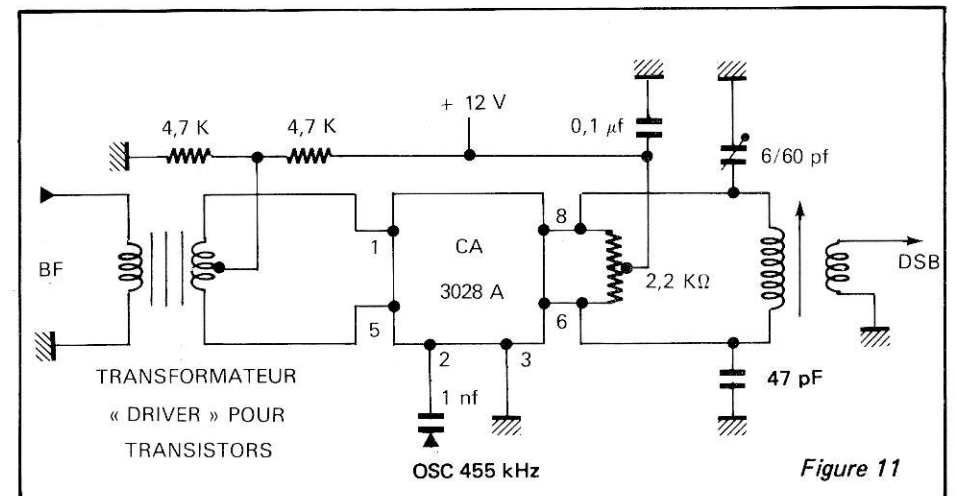 + 12 V
4,7 K
4,7 K
0,1 µf
6/60 pf
8
1
CA
3028 A
2,2 KΩ
BF
DSB
5
6
2
3
TRANSFORMATEUR
« DRIVER » POUR
TRANSISTORS
1 nf
47 pF
OSC 455 kHz
Figure 11